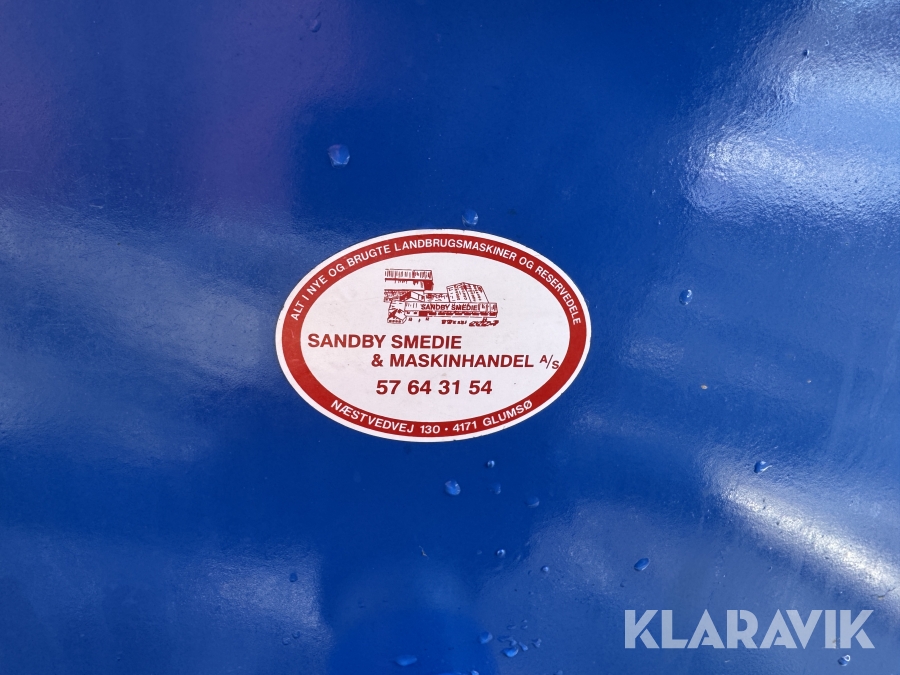 ALT I NYE OG BRUGTE LANDBRUGSMASKINER OG RESERVEDELE
SANDBY SMEDIE
SANDBY SMEDIE
& MASKINHANDEL A/S
57 64 31 54
NÆSTVEDVEJ 130 · 4171 GLUMSØ
KLARAVIK